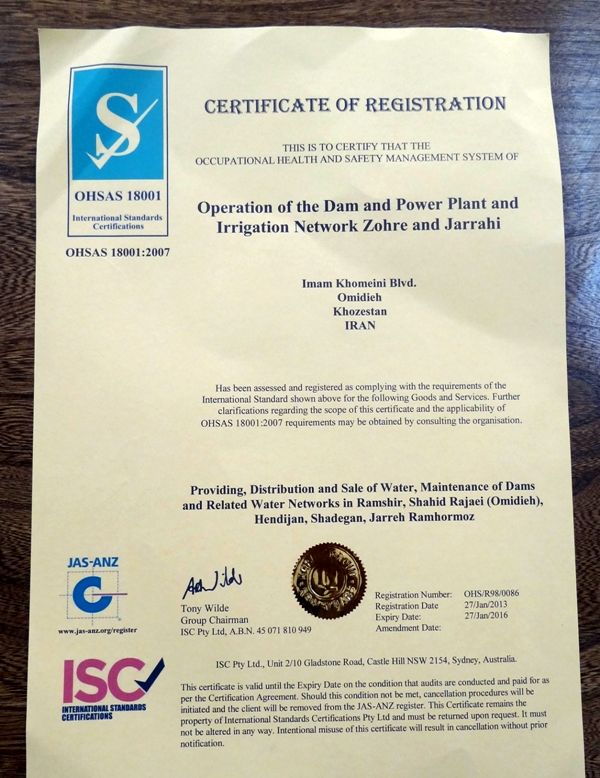 S
OHSAS 18001
International Standards
Certifications
OHSAS 18001:2007
CERTIFICATE OF REGISTRATION
THIS IS TO CERTIFY THAT THE
OCCUPATIONAL HEALTH AND SAFETY MANAGEMENT SYSTEM OF
Operation of the Dam and Power Plant and
Irrigation Network Zohre and Jarrahi
Imam Khomeini Blvd.
Omidieh
Khozestan
IRAN
Has been assessed and registered as complying with the requirements of the
International Standard shown above for the following Goods and Services. Further
clarifications regarding the scope of this certificate and the applicability of
OHSAS 18001:2007 requirements may be obtained by consulting the organisation.
Providing, Distribution and Sale of Water, Maintenance of Dams
and Related Water Networks in Ramshir, Shahid Rajaei (Omidieh),
Hendijan, Shadegan, Jarreh Ramhormoz
JAS-ANZ
www.jas-anz.org/register
Tony Wilde
Group Chairman
ISC Pty Ltd, A.B.N. 45 071 810 949
Registration Number: OHS/R98/0086
Registration Date 27/Jan/2013
Expiry Date: 27/Jan/2016
Amendment Date:
ISC
INTERNATIONAL STANDARDS
CERTIFICATIONS
ISC Pty Ltd., Unit 2/10 Gladstone Road, Castle Hill NSW 2154, Sydney, Australia.
This certificate is valid until the Expiry Date on the condition that audits are conducted and paid for as
per the Certification Agreement. Should this condition not be met, cancellation procedures will be
initiated and the client will be removed from the JAS-ANZ register. This Certificate remains the
property of International Standards Certifications Pty Ltd and must be returned upon request. It must
not be altered in any way. Intentional misuse of this certificate will result in cancellation without prior
notification.